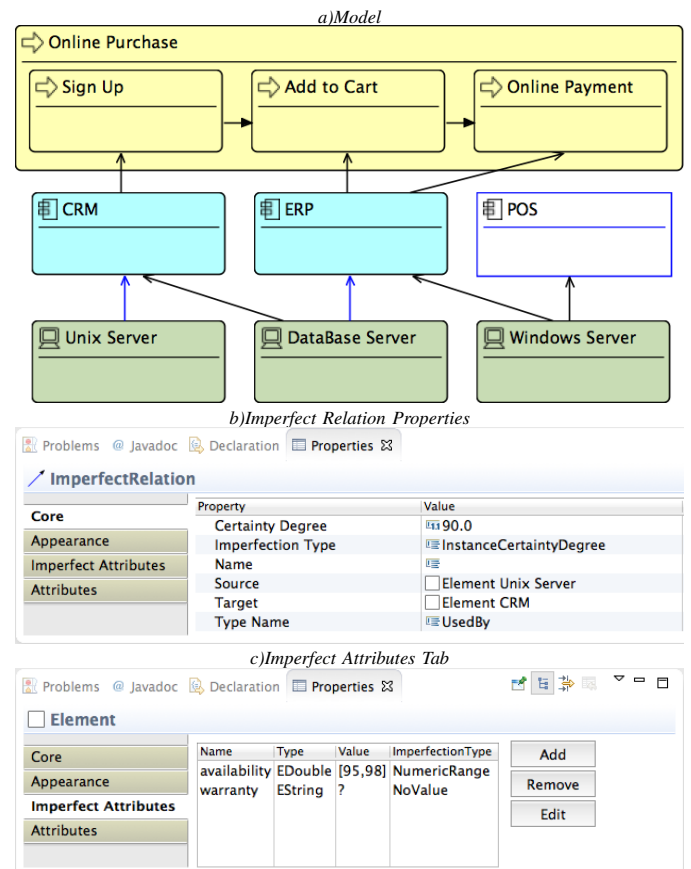 a)Model
Online Purchase
Sign Up
Add to Cart
Online Payment
CRM
ERP
POS
Unix Server
DataBase Server
Windows Server
b)Imperfect Relation Properties
Problems @ Javadoc Declaration Properties
ImperfectRelation
Core
Appearance
Imperfect Attributes
Attributes
Property Value
Certainty Degree 90.0
Imperfection Type InstanceCertaintyDegree
Name
Source Element Unix Server
Target Element CRM
Type Name UsedBy
c)Imperfect Attributes Tab
Problems @ Javadoc Declaration Properties
Element
Core
Appearance
Imperfect Attributes
Attributes
Name Type Value ImperfectionType
availability EDouble [95,98] NumericRange
warranty EString ? NoValue
Add
Remove
Edit